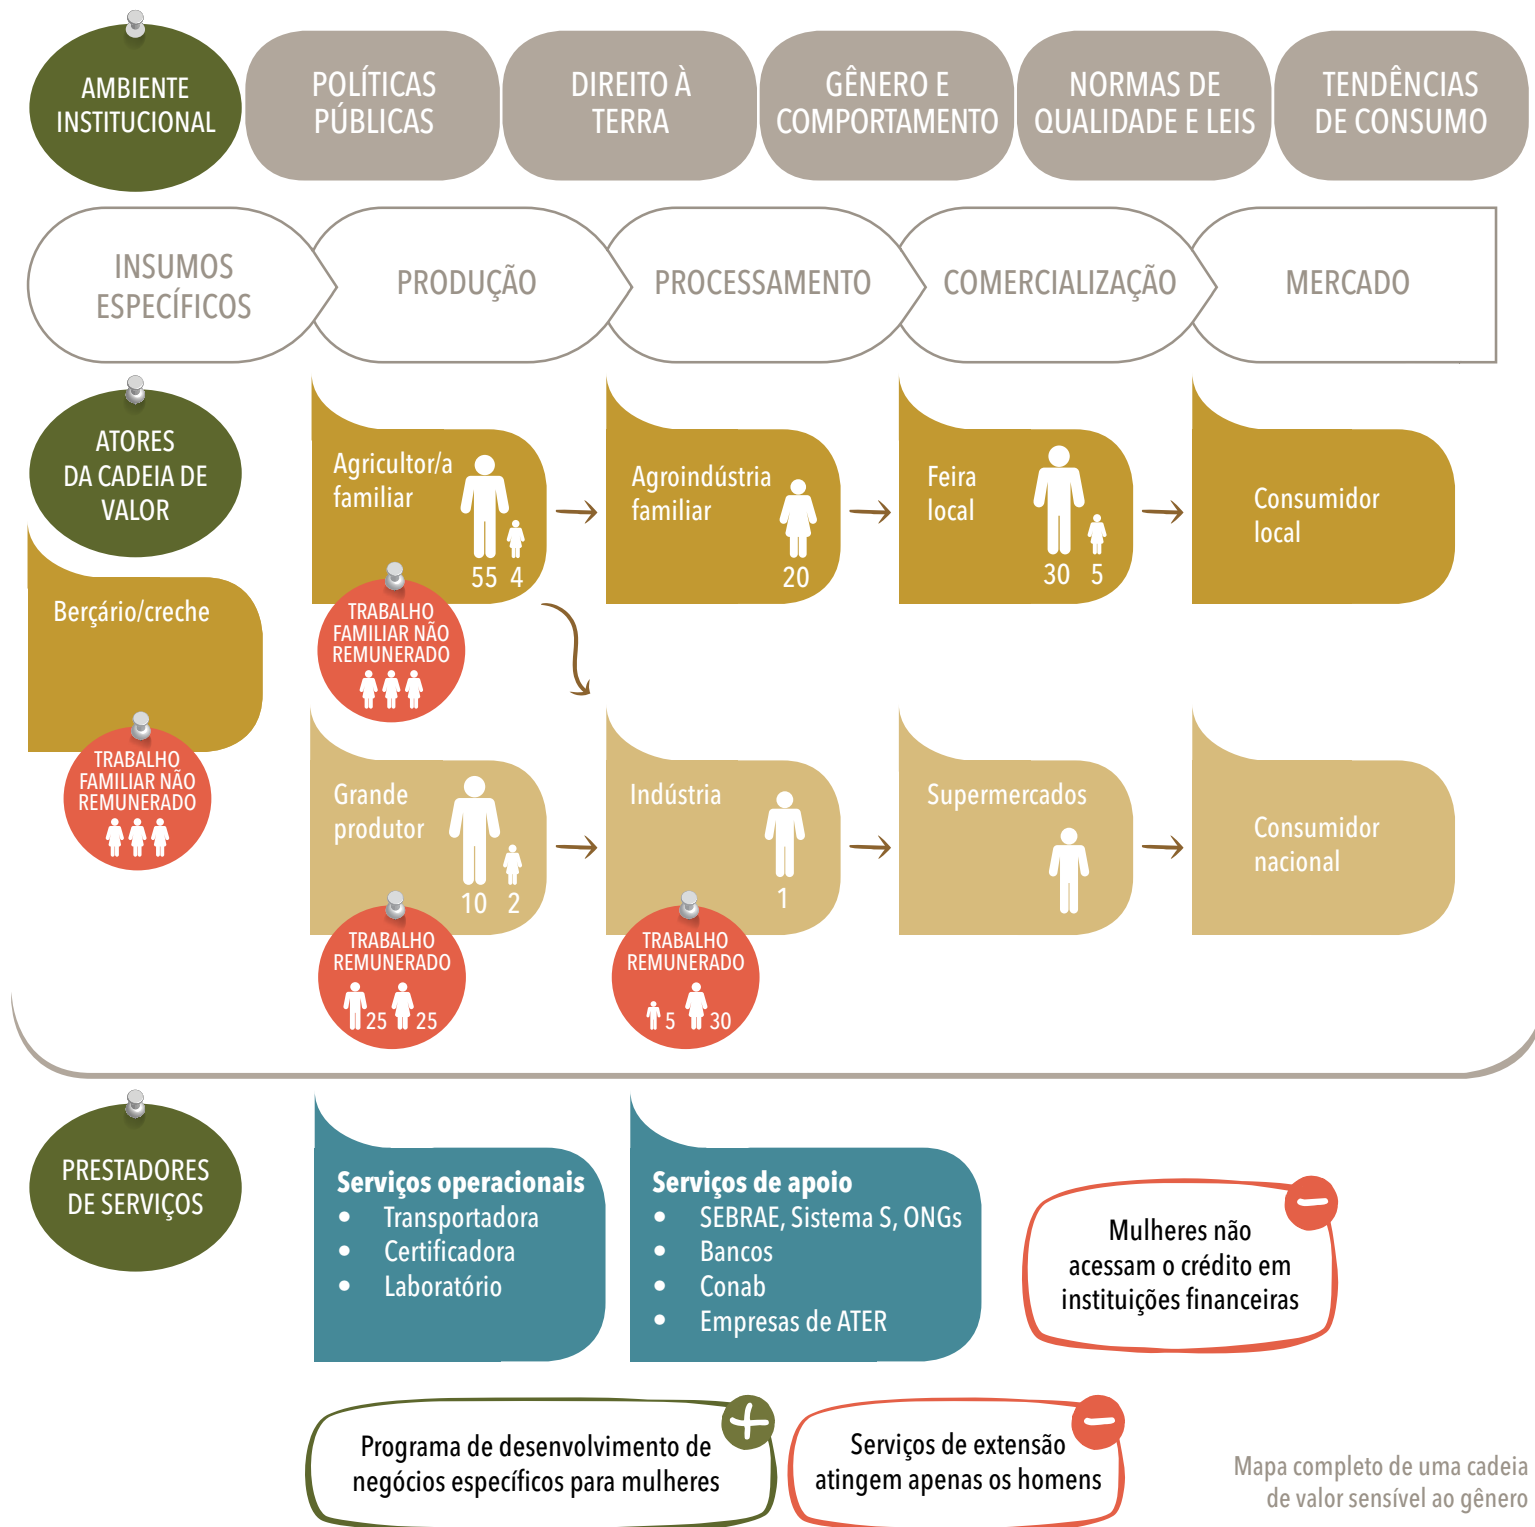 AMBIENTE
INSTITUCIONAL
POLÍTICAS
PÚBLICAS
DIREITO À
TERRA
GÊNERO E
COMPORTAMENTO
NORMAS DE
QUALIDADE E LEIS
TENDÊNCIAS
DE CONSUMO
INSUMOS
ESPECÍFICOS
PRODUÇÃO
PROCESSAMENTO
COMERCIALIZAÇÃO
MERCADO
ATORES
DA CADEIA DE
VALOR
Agricultor/a
familiar
55 4
Agroindústria
familiar
20
Feira
local
30 5
Consumidor
local
Berçário/creche
TRABALHO
FAMILIAR NÃO
REMUNERADO
TRABALHO
FAMILIAR NÃO
REMUNERADO
Grande
produtor
10 2
Indústria
1
Supermercados
Consumidor
nacional
TRABALHO
REMUNERADO
25 25
TRABALHO
REMUNERADO
5 30
PRESTADORES
DE SERVIÇOS
Serviços operacionais
• Transportadora
• Certificadora
• Laboratório
Serviços de apoio
• SEBRAE, Sistema S, ONGs
• Bancos
• Conab
• Empresas de ATER
Mulheres não
acessam o crédito em
instituições financeiras
Programa de desenvolvimento de
negócios específicos para mulheres
Serviços de extensão
atingem apenas os homens
Mapa completo de uma cadeia
de valor sensível ao gênero